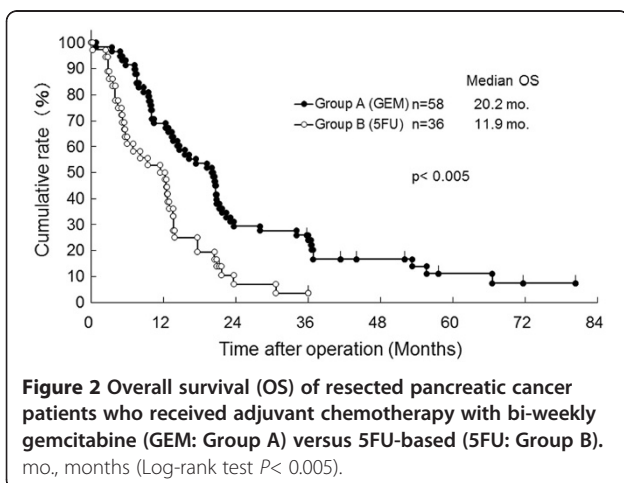 Median OS
Group A (GEM) n=58 20.2 mo.
Group B (5FU) n=36 11.9 mo.
p< 0.005
Cumulative rate (%)
100
90
80
70
60
50
40
30
20
10
0
0 12 24 36 48 60 72 84
Time after operation (Months)
Figure 2 Overall survival (OS) of resected pancreatic cancer
patients who received adjuvant chemotherapy with bi-weekly
gemcitabine (GEM: Group A) versus 5FU-based (5FU: Group B).
mo., months (Log-rank test P< 0.005).